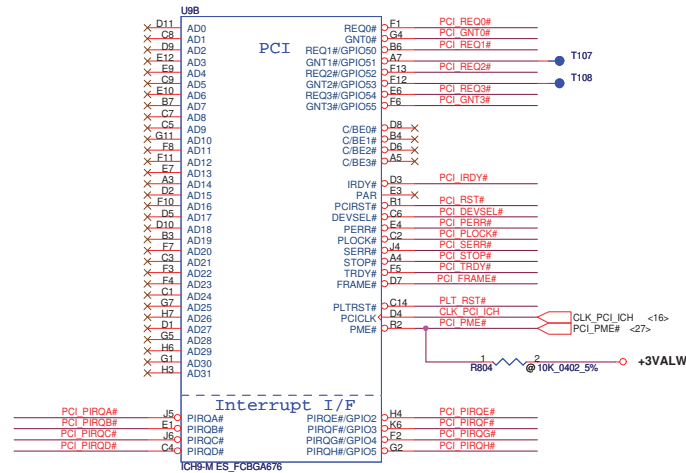 U9B
PCI
D11 AD0 REQ0# F1 PCI_REQ0#
C8 AD1 GNT0# G4 PCI_GNT0#
D9 AD2 REQ1#/GPIO50 B6 PCI_REQ1#
E12 AD3 GNT1#/GPIO51 A7 T107
E9 AD4 REQ2#/GPIO52 F13 PCI_REQ2#
C9 AD5 GNT2#/GPIO53 F12 T108
E10 AD6 REQ3#/GPIO54 E6 PCI_REQ3#
B7 AD7 GNT3#/GPIO55 F6 PCI_GNT3#
C7 AD8
C5 AD9 C/BE0# D8
G11 AD10 C/BE1# B4
F8 AD11 C/BE2# D6
F11 AD12 C/BE3# A5
E7 AD13
A3 AD14 IRDY# D3 PCI_IRDY#
D2 AD15 PAR E3
F10 AD16 PCIRST# R1 PCI_RST#
D5 AD17 DEVSEL# C6 PCI_DEVSEL#
D10 AD18 PERR# E4 PCI_PERR#
B3 AD19 PLOCK# C2 PCI_PLOCK#
F7 AD20 SERR# J4 PCI_SERR#
C3 AD21 STOP# A4 PCI_STOP#
F3 AD22 TRDY# F5 PCI_TRDY#
F4 AD23 FRAME# D7 PCI_FRAME#
C1 AD24
G7 AD25 PLTRST# C14 PLT_RST#
H7 AD26 PCICLK D4 CLK_PCI_ICH CLK_PCI_ICH <16>
D1 AD27 PME# R2 PCI_PME# PCI_PME# <27>
G5 AD28
H6 AD29
G1 AD30
H3 AD31
1 2
R804 @ 10K_0402_5% +3VALW
Interrupt I/F
PCI_PIRQA# J5 PIRQA# PIRQE#/GPIO2 H4 PCI_PIRQE#
PCI_PIRQB# E1 PIRQB# PIRQF#/GPIO3 K6 PCI_PIRQF#
PCI_PIRQC# J6 PIRQC# PIRQG#/GPIO4 F2 PCI_PIRQG#
PCI_PIRQD# C4 PIRQD# PIRQH#/GPIO5 G2 PCI_PIRQH#
ICH9-M ES_FCBGA676